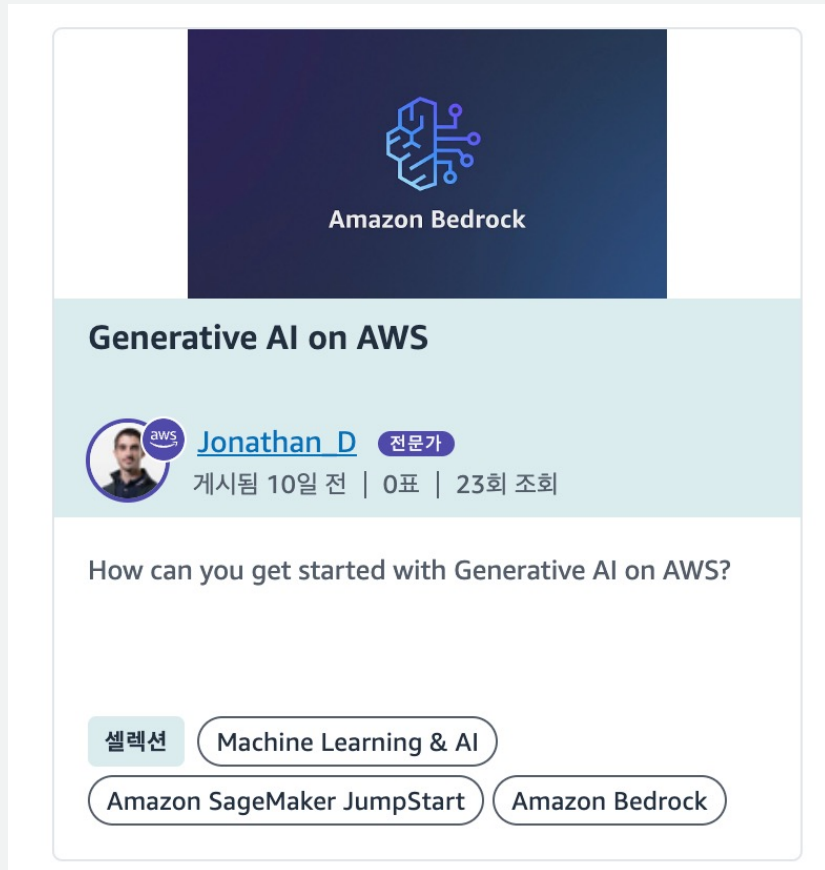 Amazon Bedrock
Generative AI on AWS
aws
Jonathan_D 전문가
게시됨 10일 전 | 0표 | 23회 조회
How can you get started with Generative AI on AWS?
셀렉션 Machine Learning & AI
Amazon SageMaker JumpStart Amazon Bedrock